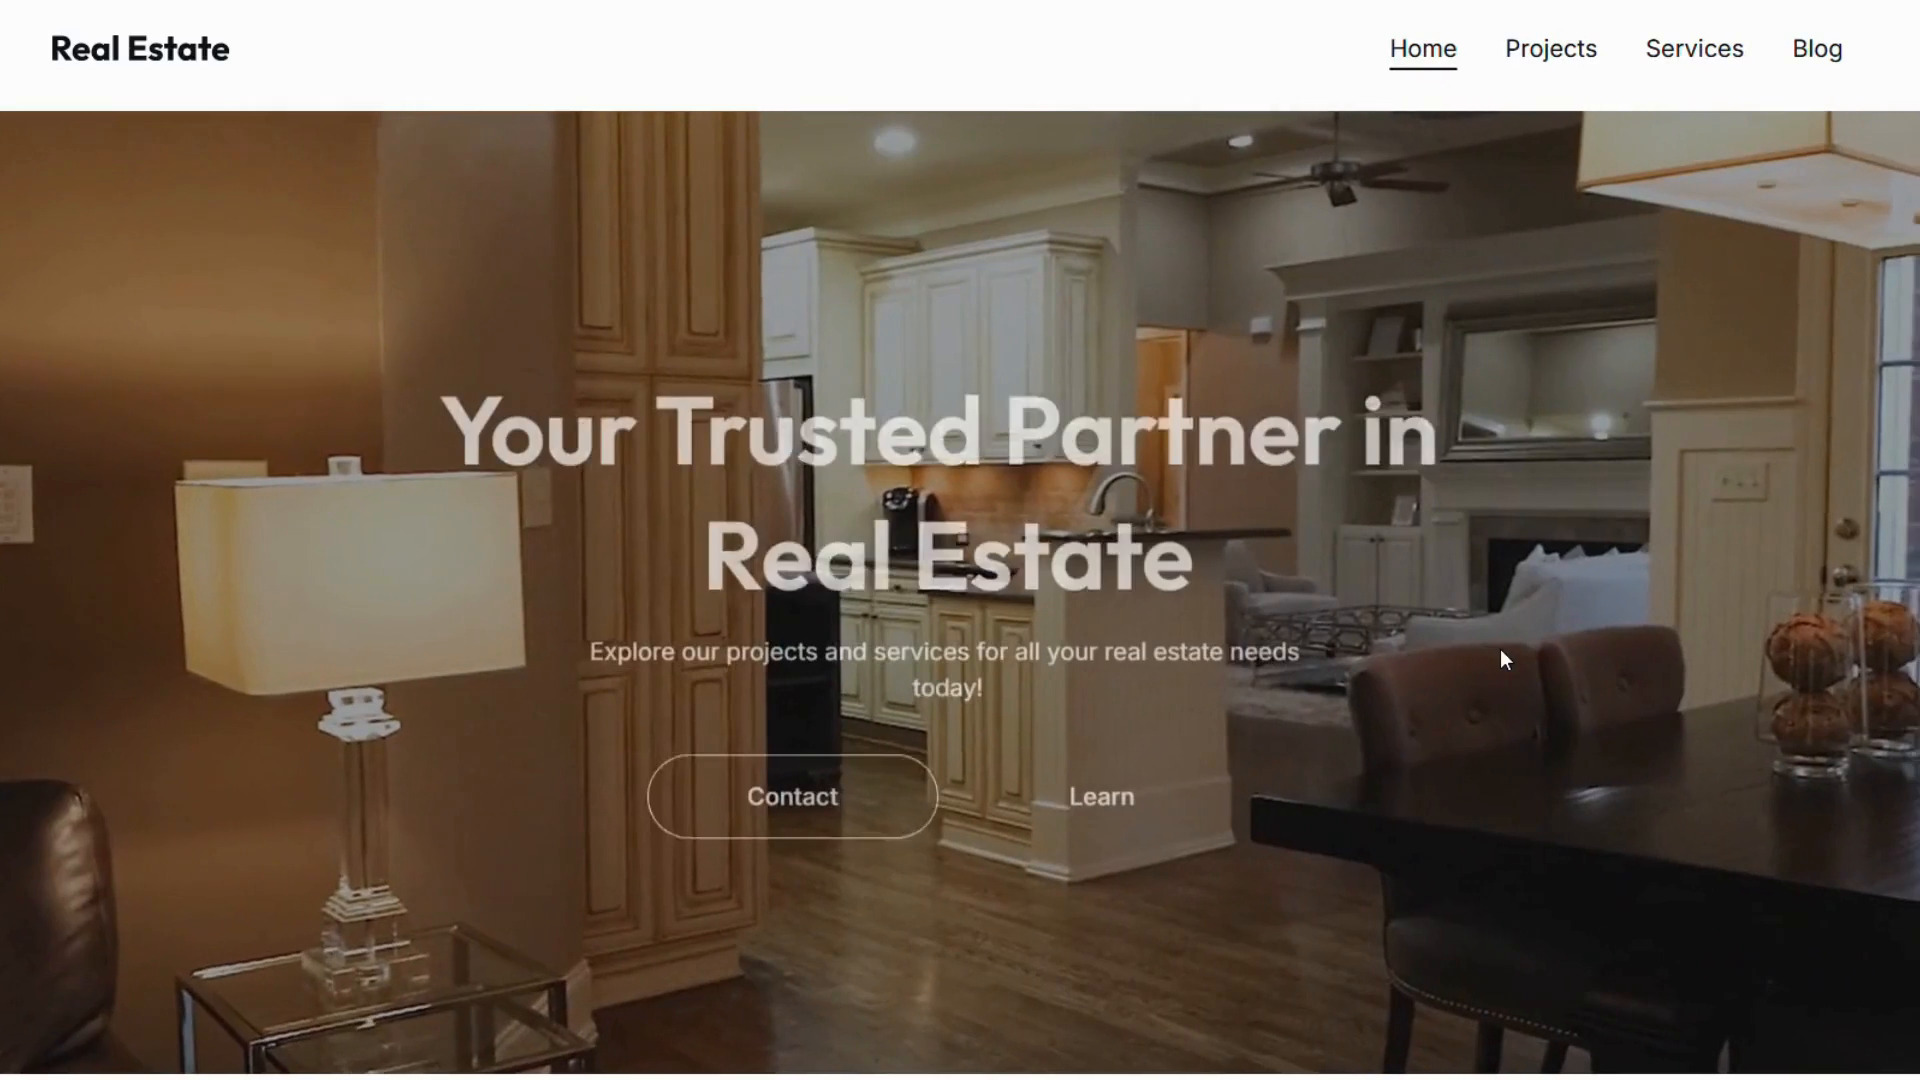 Real Estate
Home Projects Services Blog
Your Trusted Partner in
Real Estate
Explore our projects and services for all your real estate needs
today!
Contact Learn